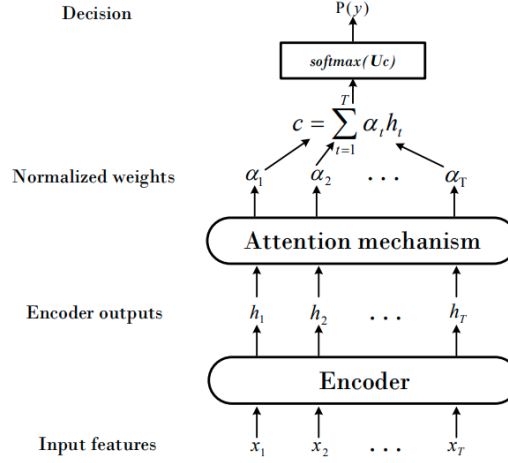 Decision P(y)
softmax(Uc)
c = \sum_{t=1}^{T} α_t h_t
Normalized weights α_1 α_2 . . . α_T
Attention mechanism
Encoder outputs h_1 h_2 . . . h_T
Encoder
Input features x_1 x_2 . . . x_T